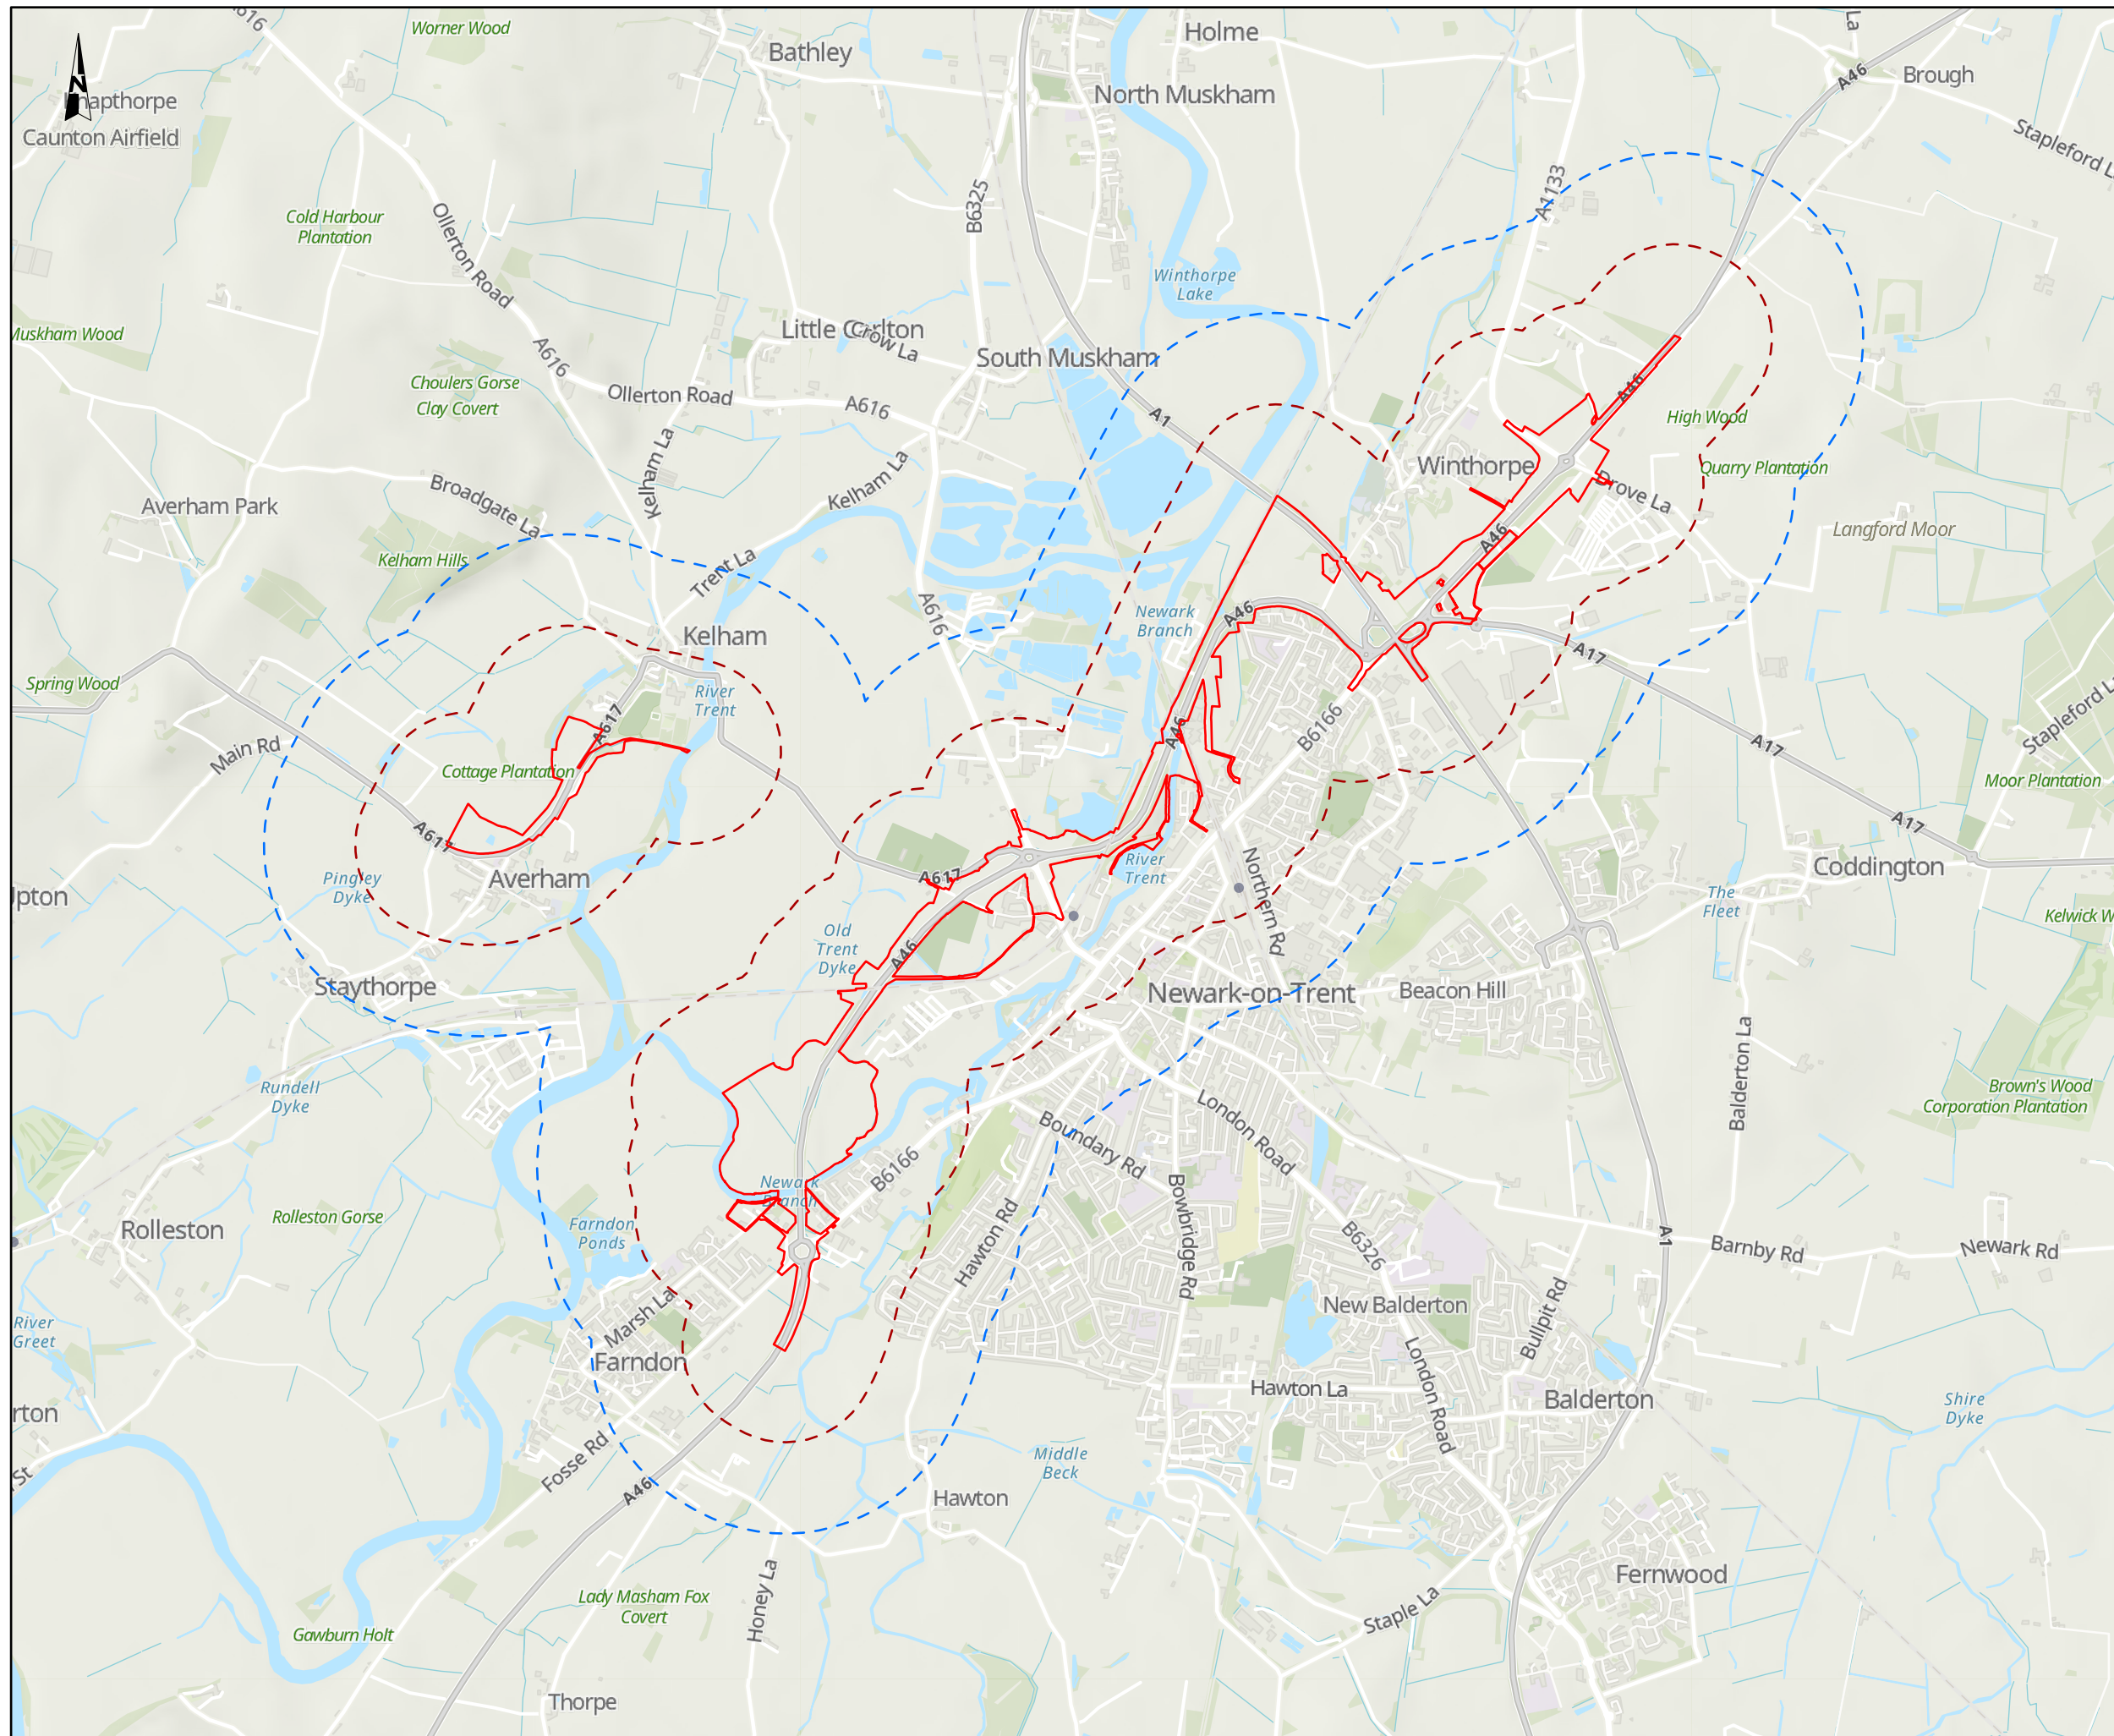 A616
Worner Wood
Bathley
Holme
La
A46
Brough
N
Knapthorpe
North Muskham
Caunton Airfield
Stapleford L
B6325
A1133
Cold Harbour
Plantation
Ollerton Road
Winthorpe
Lake
Muskham Wood
Little Carlton
Crow La
South Muskham
A616
Choulers Gorse
Clay Covert
Ollerton Road
A616
A1
A46
High Wood
Kelham La
Kelham La
Winthorpe
Quarry Plantation
Broadgate La
Averham Park
Drove La
Langford Moor
A46
Kelham Hills
Trent La
A616
Newark
Branch
A46
Kelham
A17
Spring Wood
River
Trent
A617
A46
B6166
Main Rd
A17
Stapleford L
Cottage Plantation
Moor Plantation
A617
A17
River
Trent
Coddington
Pingley
Dyke
Averham
A617
Northern Rd
Upton
The
Fleet
Kelwick W
Old
Trent
Dyke
A46
Staythorpe
Newark-on-Trent
Beacon Hill
Balderton La
Rundell
Dyke
Brown's Wood
Corporation Plantation
London Road
Boundary Rd
B6166
Newark
Branch
Bowbridge Rd
Rolleston Gorse
Rolleston
Farndon
Ponds
Hawton Rd
B6326
A1
Barnby Rd
Newark Rd
River
Greet
Marsh La
New Balderton
Bullpit Rd
Farndon
London Road
Hawton La
Balderton
rton
Shire
Dyke
Fosse Rd
Middle
Beck
St
A46
Hawton
Fernwood
Honey La
Lady Masham Fox
Covert
Staple La
Gawburn Holt
Thorpe